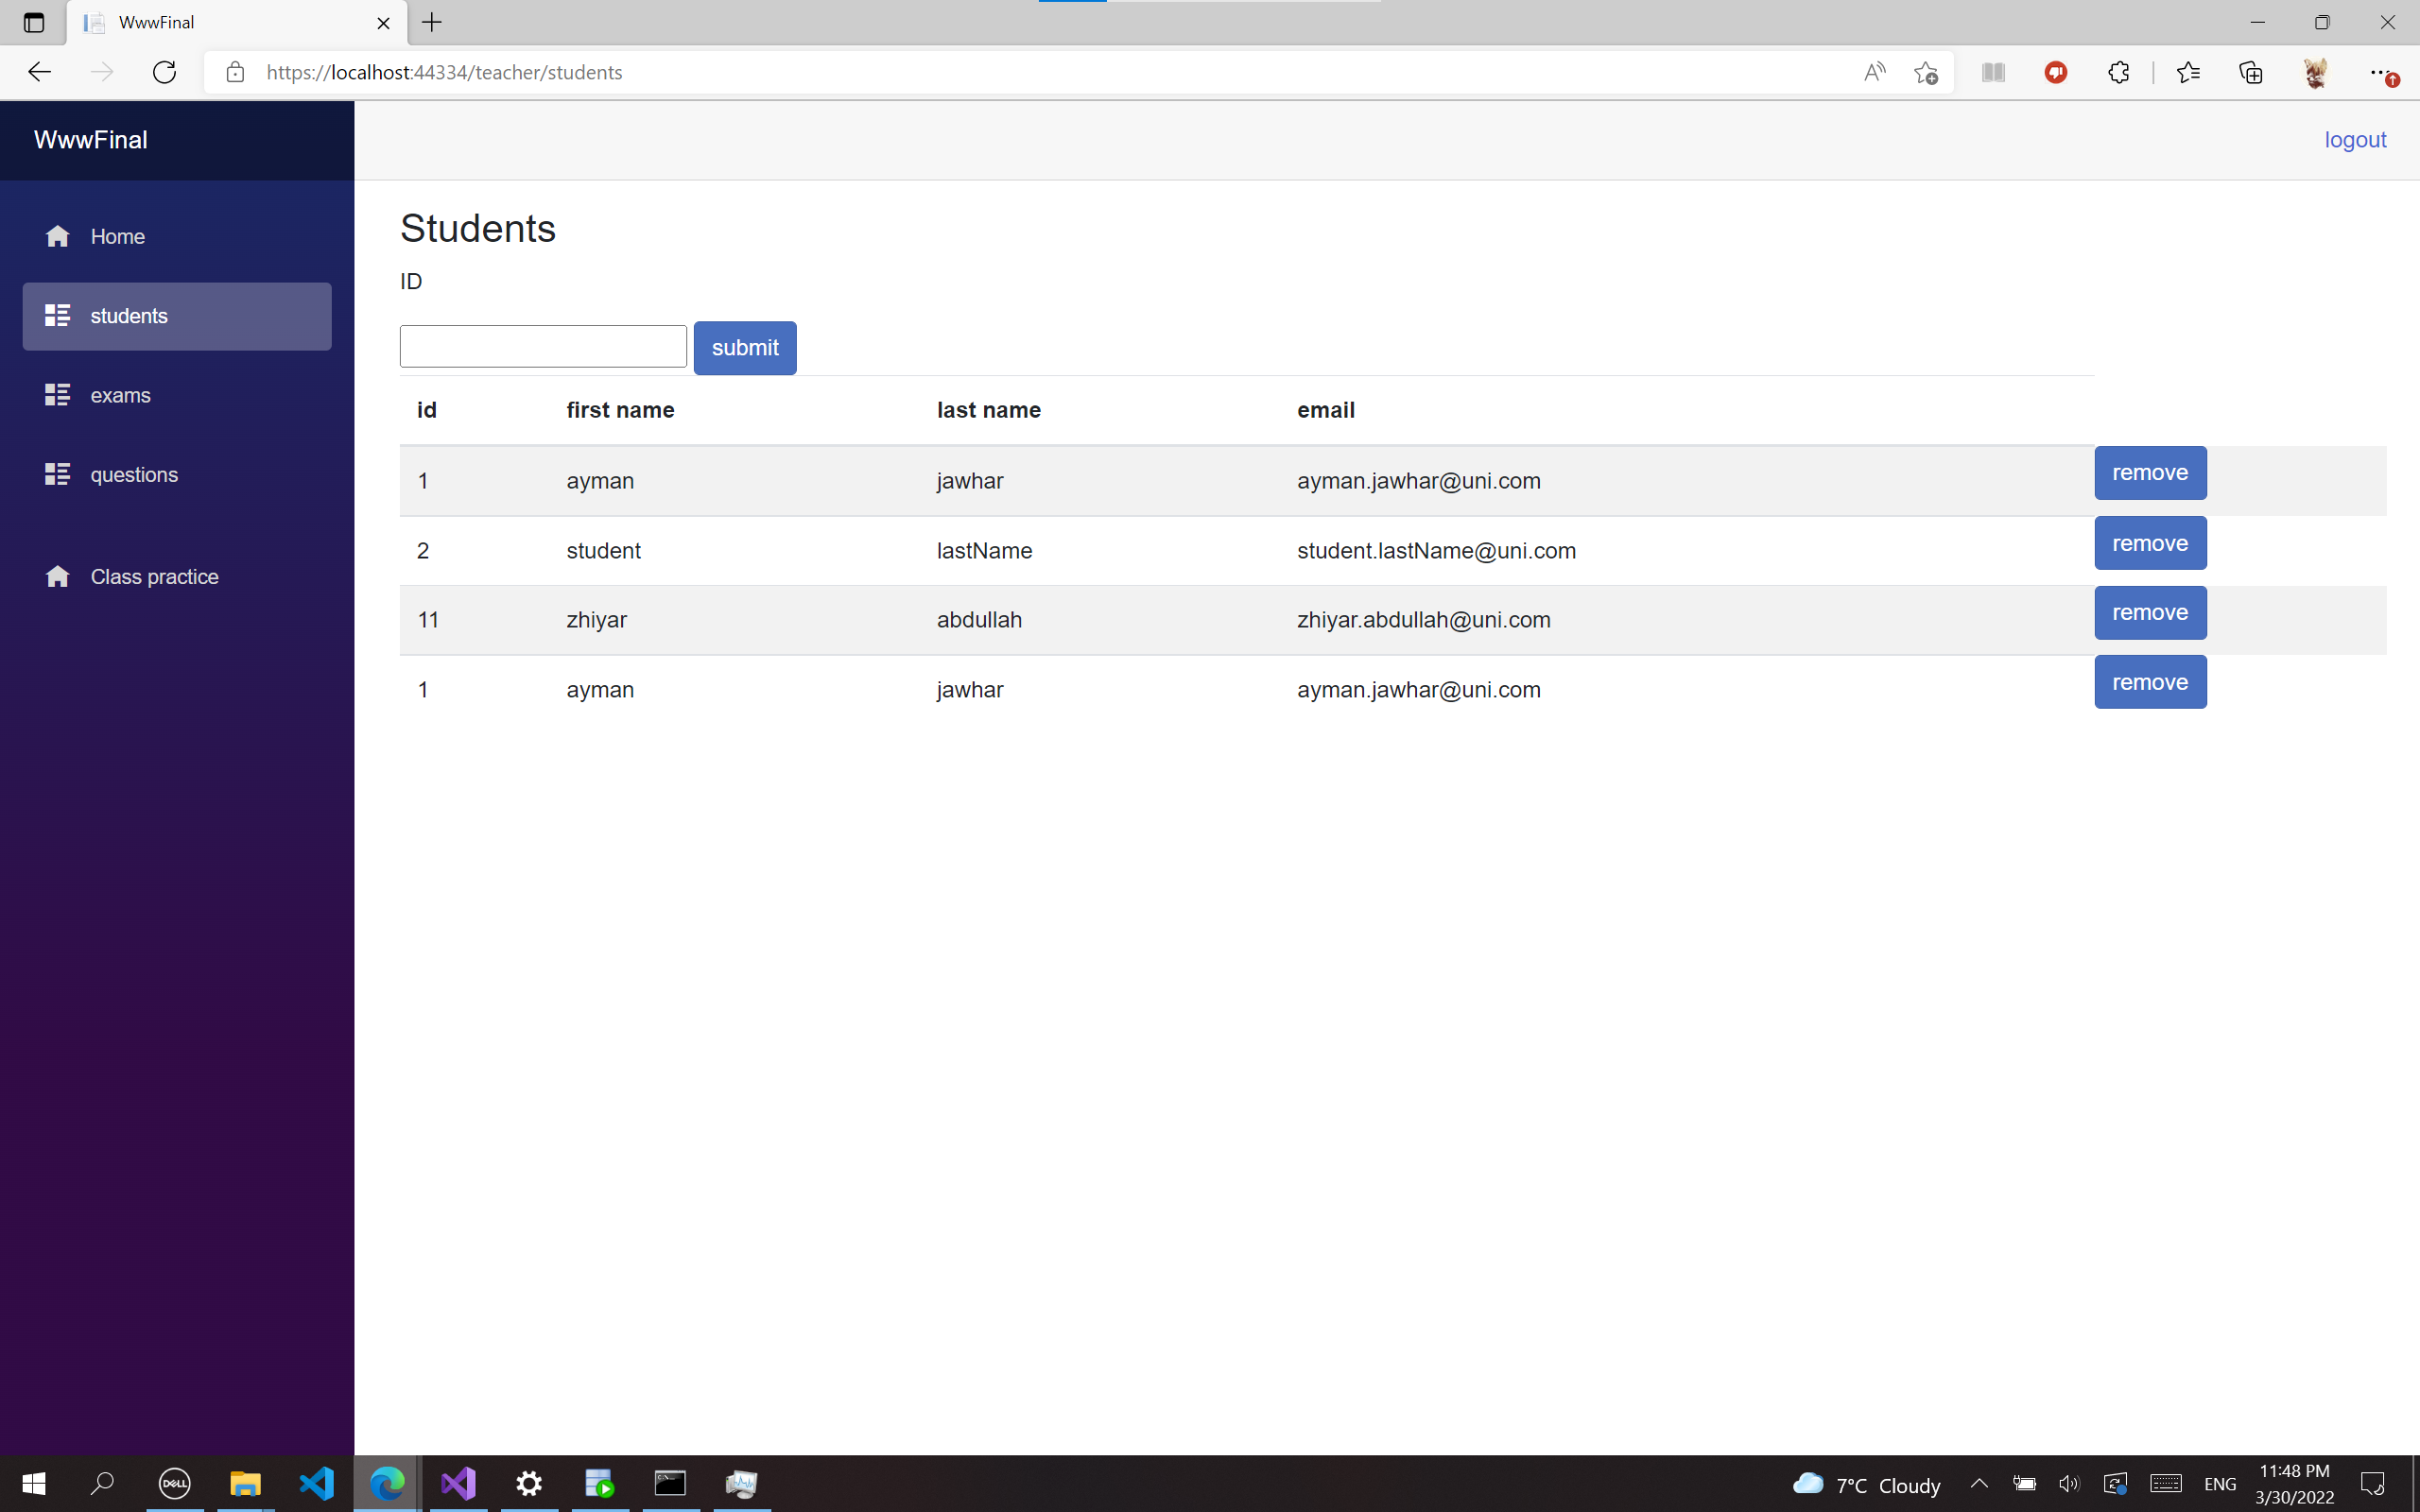 WwwFinal
https://localhost:44334/teacher/students
WwwFinal
logout
Home
students
exams
questions
Class practice
Students
ID
submit
id first name last name email
1 ayman jawhar ayman.jawhar@uni.com remove
2 student lastName student.lastName@uni.com remove
11 zhiyar abdullah zhiyar.abdullah@uni.com remove
1 ayman jawhar ayman.jawhar@uni.com remove
DELL
7°C Cloudy
ENG
11:48 PM
3/30/2022